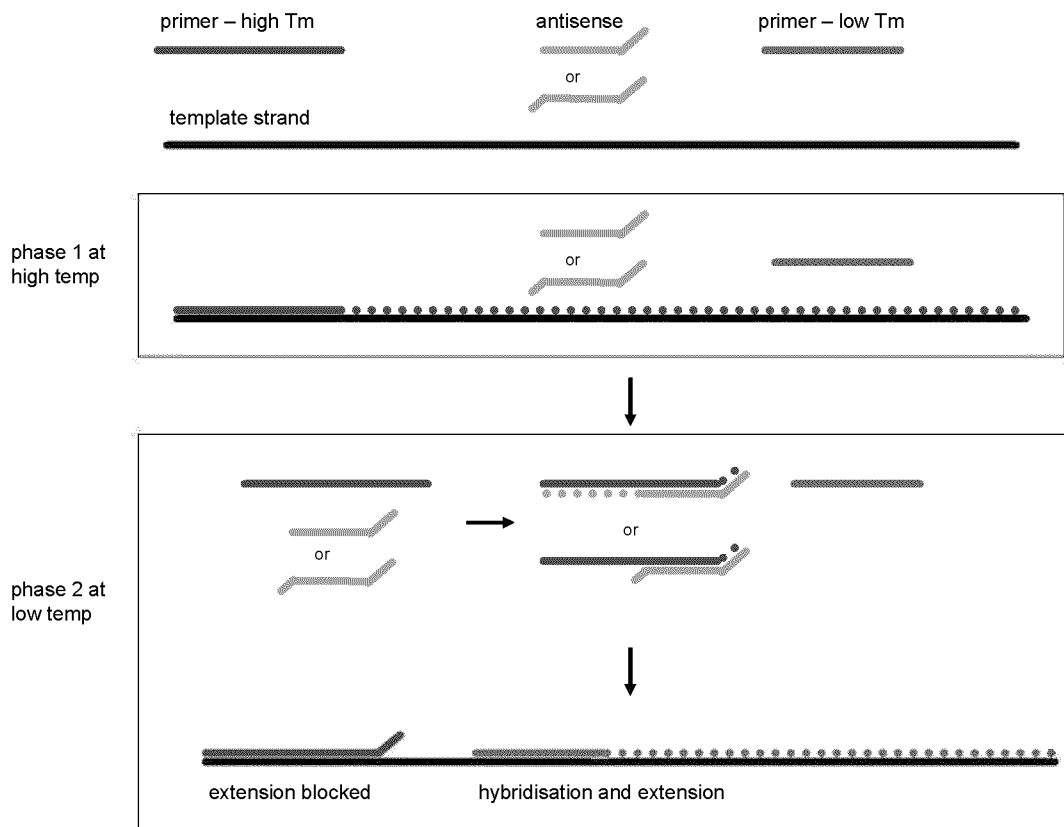 primer – high Tm
antisense
primer – low Tm
or
template strand
phase 1 at
high temp
or
phase 2 at
low temp
or
or
extension blocked
hybridisation and extension